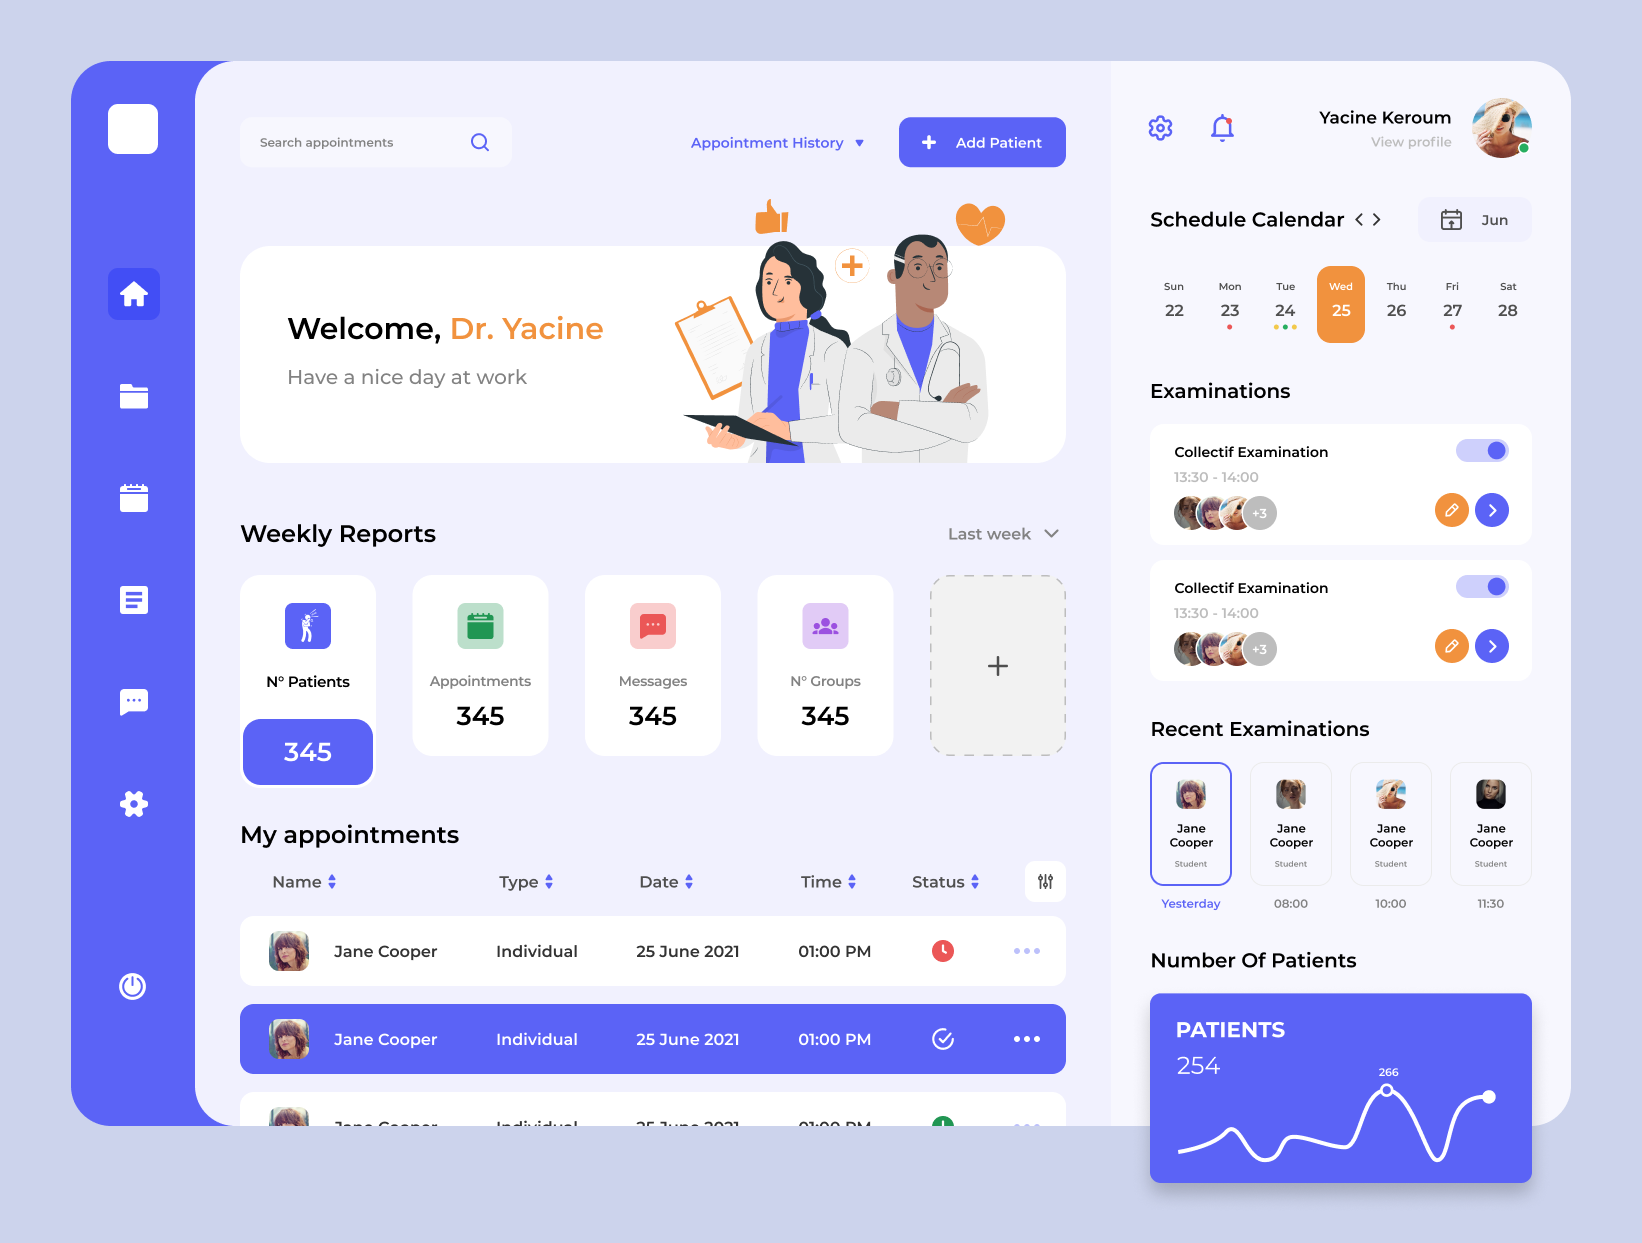 Search appointments
Appointment History
Add Patient
Yacine Keroum
View profile
Welcome, Dr. Yacine
Have a nice day at work
Schedule Calendar
Jun
Sun Mon Tue Wed Thu Fri Sat
22 23 24 25 26 27 28
Examinations
Collectif Examination
13:30 - 14:00
+3
Collectif Examination
13:30 - 14:00
+3
Weekly Reports
Last week
N° Patients
345
Appointments
345
Messages
345
N° Groups
345
Recent Examinations
Jane
Cooper
Student
Yesterday
Jane
Cooper
Student
08:00
Jane
Cooper
Student
10:00
Jane
Cooper
Student
11:30
My appointments
Name Type Date Time Status
Jane Cooper Individual 25 June 2021 01:00 PM
Jane Cooper Individual 25 June 2021 01:00 PM
Jane Cooper Individual 25 June 2021 01:00 PM
Number Of Patients
PATIENTS
254
266